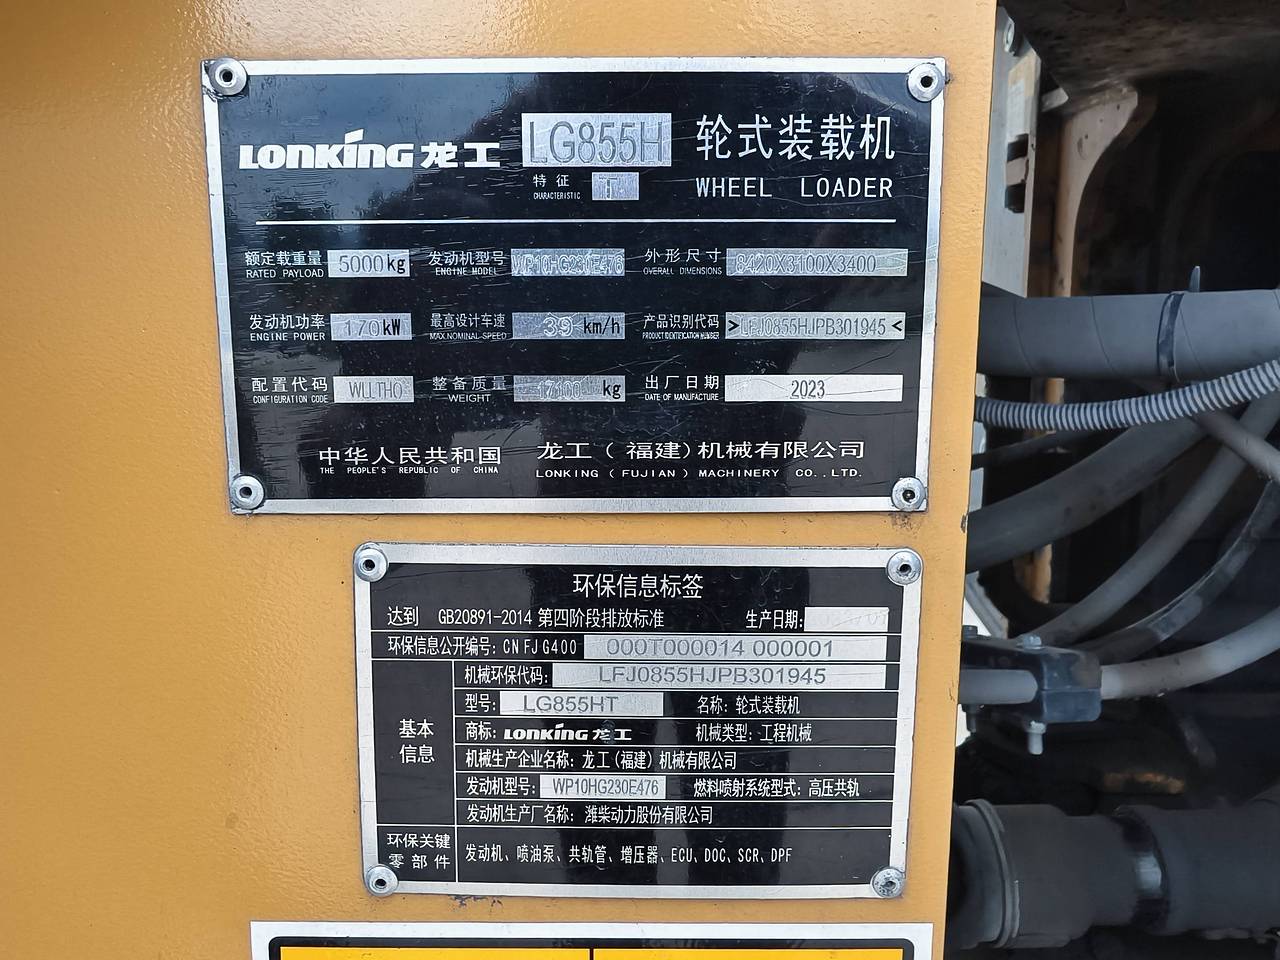 LONKING 龙工 LG855H 轮式装载机
特征 T WHEEL LOADER
CHARACTERISTIC
额定载重量 5000kg 发动机型号 WP10HG230E476 外形尺寸 8420X3100X3400
RATED PAYLOAD ENGINE MODEL OVERALL DIMENSIONS
发动机功率 170kW 最高设计车速 39 km/h 产品识别代码 >LFJ0855HJPB301945<
ENGINE POWER MAX.NOMINAL SPEED PRODUCT IDENTIFICATION NUMBER
配置代码 整备质量 17100 kg 出厂日期 2023
CONFIGURATION CODE WEIGHT DATE OF MANUFACTURE
中华人民共和国 龙工(福建)机械有限公司
THE PEOPLE'S REPUBLIC OF CHINA LONKING (FUJIAN) MACHINERY CO.,LTD.
环保信息标签
达到 GB20891-2014 第四阶段排放标准 生产日期:
环保信息公开编号: CN FJ G400 000T000014 000001
基本信息
机械环保代码: LFJ0855HJPB301945
型号: LG855HT 名称: 轮式装载机
商标: LONKING 龙工 机械类型: 工程机械
机械生产企业名称: 龙工(福建)机械有限公司
发动机型号: WP10HG230E476 燃料喷射系统型式: 高压共轨
发动机生产厂名称: 潍柴动力股份有限公司
环保关键零部件 发动机、喷油泵、共轨管、增压器、ECU、DOC、SCR、DPF